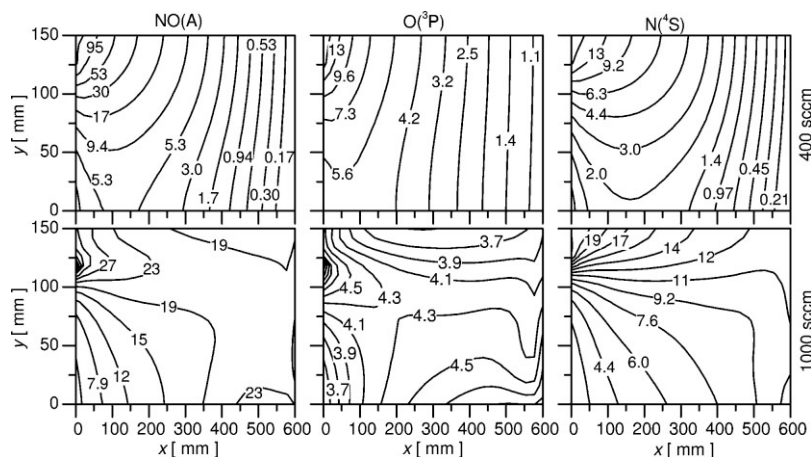 NO(A) O(³P) N(⁴S)
150 95 0.53 13 2.5 1.1 13
53 9.6 3.2 9.2
100 30 7.3 6.3
17 4.2 4.4
y [ mm ] 9.4 5.3 3.0 400 sccm
50 0.94 0.17 5.6 1.4 2.0 1.4 0.45
5.3 3.0 0.97
0 1.7 0.30 0.21
150 19 3.7 19 17 14
27 23 3.9 12
4.5 4.1 11
100 19 4.3 9.2
y [ mm ] 15 4.1 4.3 7.6 1000 sccm
50 3.9 4.5 6.0
7.9 12 4.4
23 3.7
0
0 100 200 300 400 500 600 0 100 200 300 400 500 600 0 100 200 300 400 500 600
x [ mm ] x [ mm ] x [ mm ]